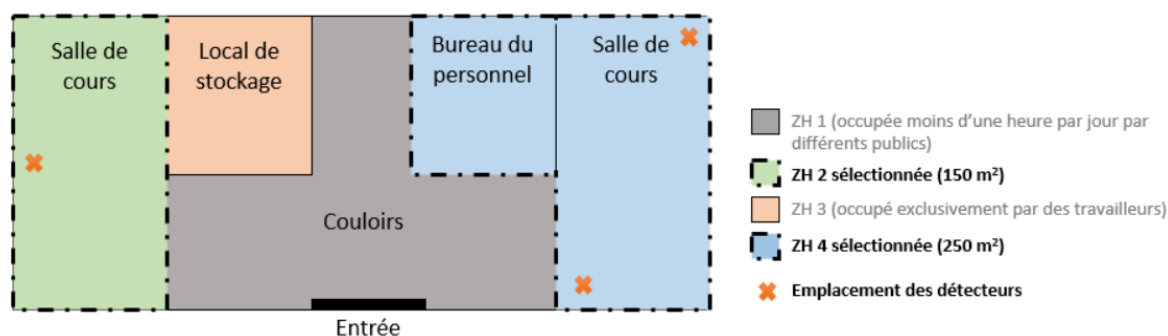 Salle de
cours
Local de
stockage
Bureau du
personnel
Salle de
cours
Couloirs
Entrée
ZH 1 (occupée moins d'une heure par jour par
différents publics)
ZH 2 sélectionnée (150 m²)
ZH 3 (occupé exclusivement par des travailleurs)
ZH 4 sélectionnée (250 m²)
Emplacement des détecteurs